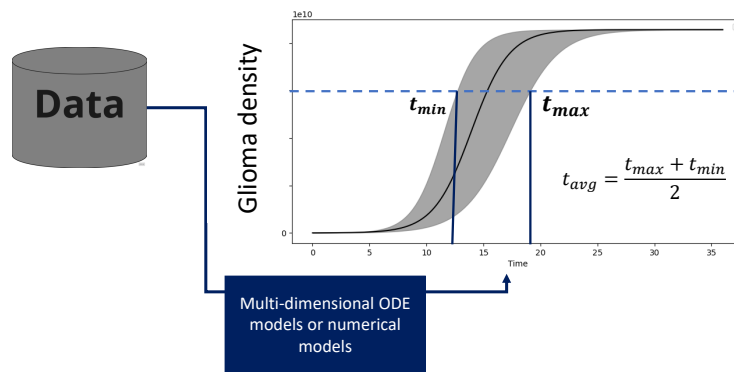 1e10
Data
Glioma density
t_min
t_max
t_avg = (t_max + t_min) / 2
0
0 5 10 15 20 25 30 35
Time
Multi-dimensional ODE
models or numerical
models